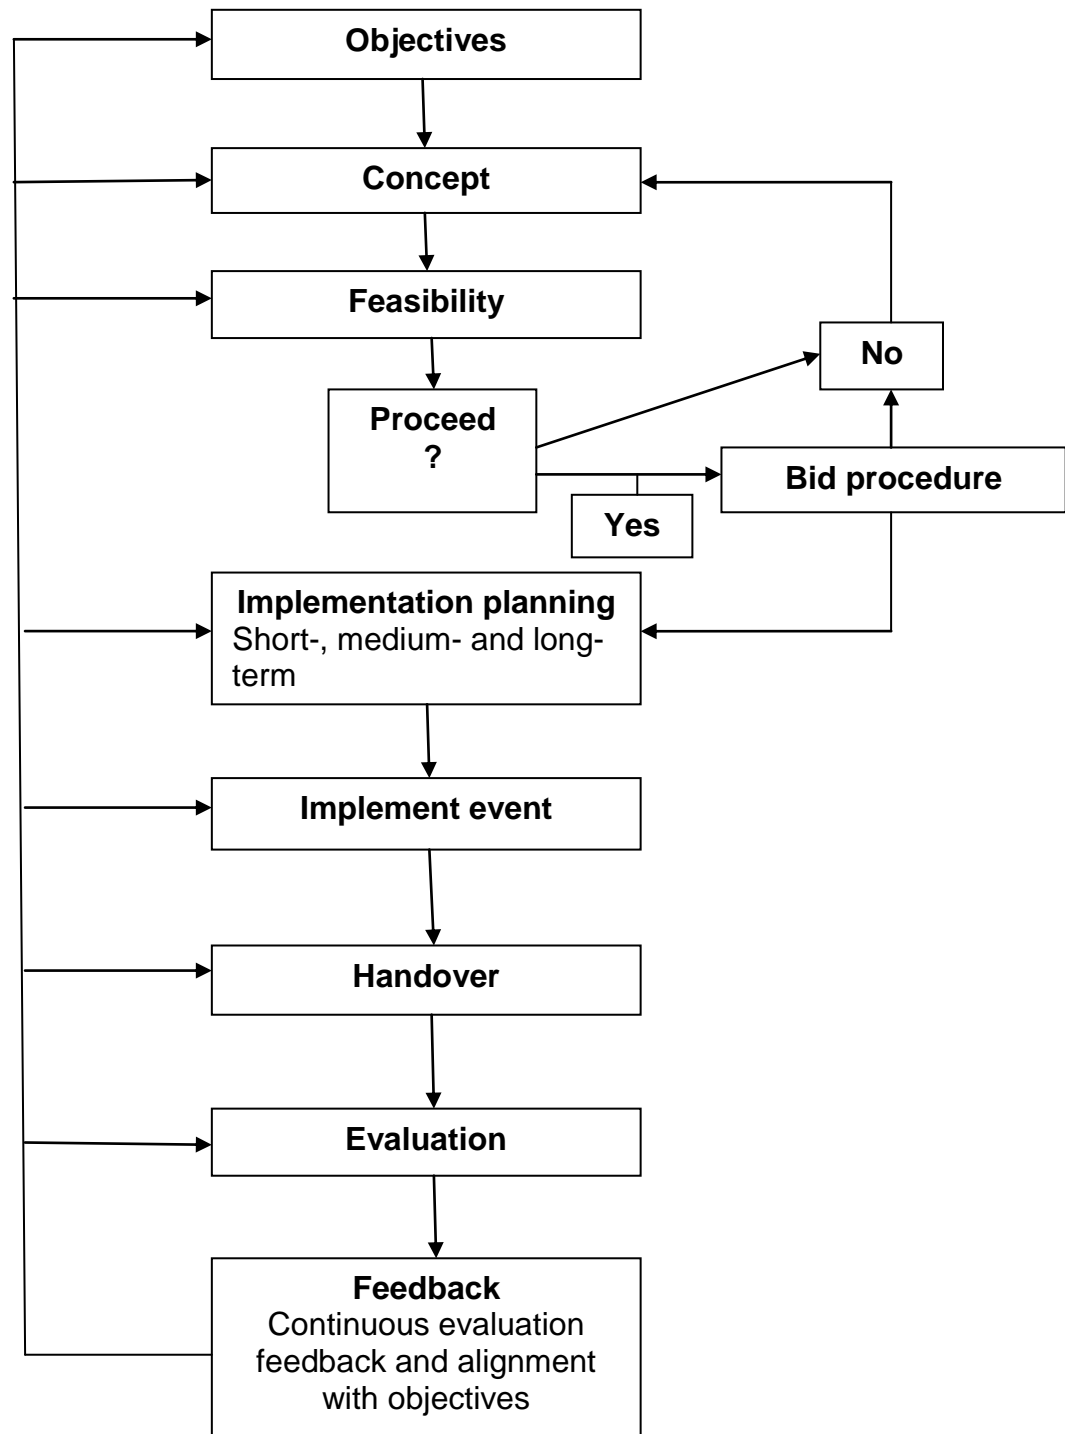 Objectives
Concept
Feasibility
No
Proceed
?
Bid procedure
Yes
Implementation planning
Short-, medium- and long-
term
Implement event
Handover
Evaluation
Feedback
Continuous evaluation
feedback and alignment
with objectives